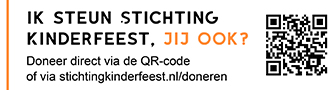 IK STEUN STICHTING
KINDERFEEST, JIJ OOK?
Doneer direct via de QR-code
of via stichtingkinderfeest.nl/doneren